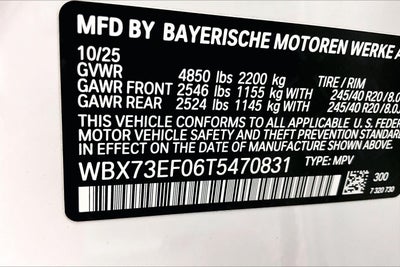 MFD BY BAYERISCHE MOTOREN WERKE A
10/25
GVWR 4850 lbs 2200 kg TIRE / RIM
GAWR FRONT 2546 lbs 1155 kg WITH 245/40 R20/8.0
GAWR REAR 2524 lbs 1145 kg WITH 245/40 R20/8.0
THIS VEHICLE CONFORMS TO ALL APPLICABLE U.S. FEDER
MOTOR VEHICLE SAFETY AND THEFT PREVENTION STANDAR
IN EFFECT ON THE DATE OF MANUFACTURE SHOWN ABOVE.
WBX73EF06T5470831 TYPE: MPV
300
7 320 730